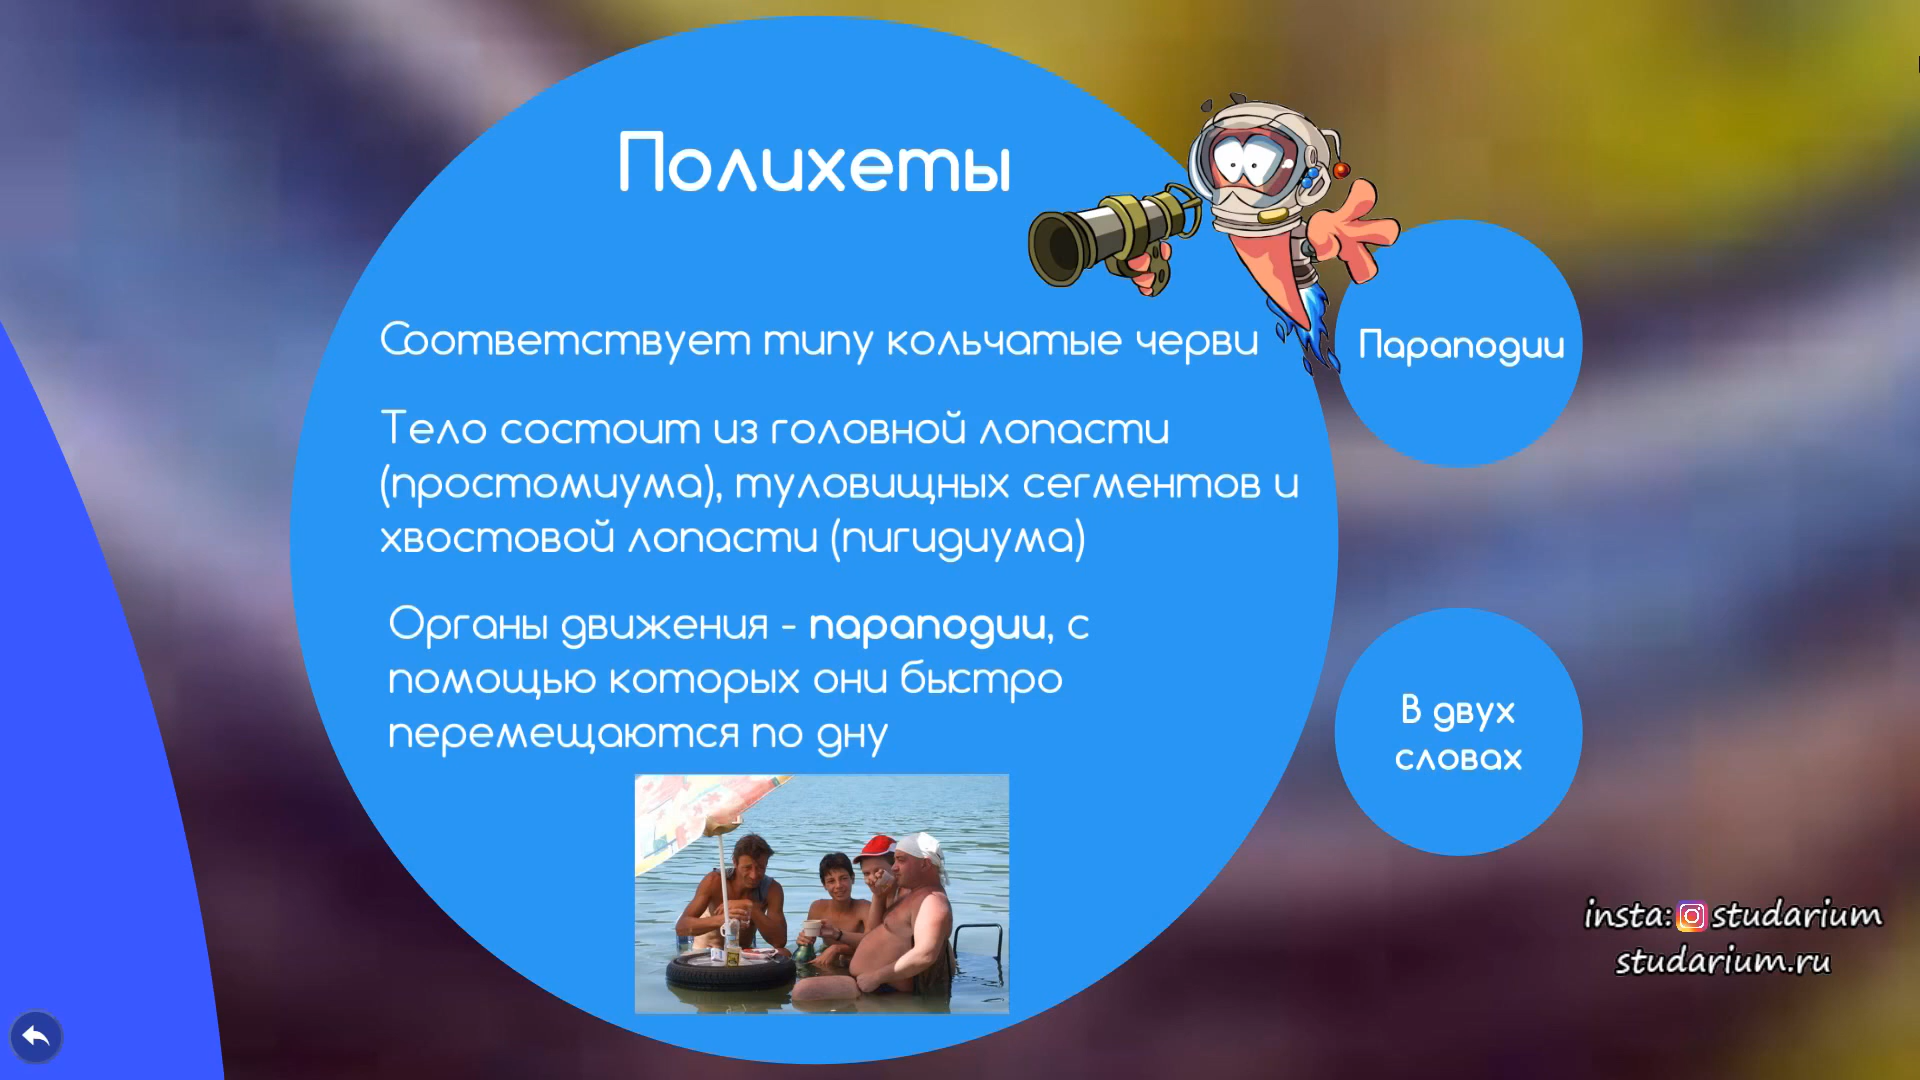 Полихеты
Соответствует типу кольчатые черви
Тело состоит из головной лопасти
(простомиума), туловищных сегментов и
хвостовой лопасти (пигидиума)
Органы движения - параподии, с
помощью которых они быстро
перемещаются по дну
Параподии
В двух
словах
insta: studarium
studarium.ru